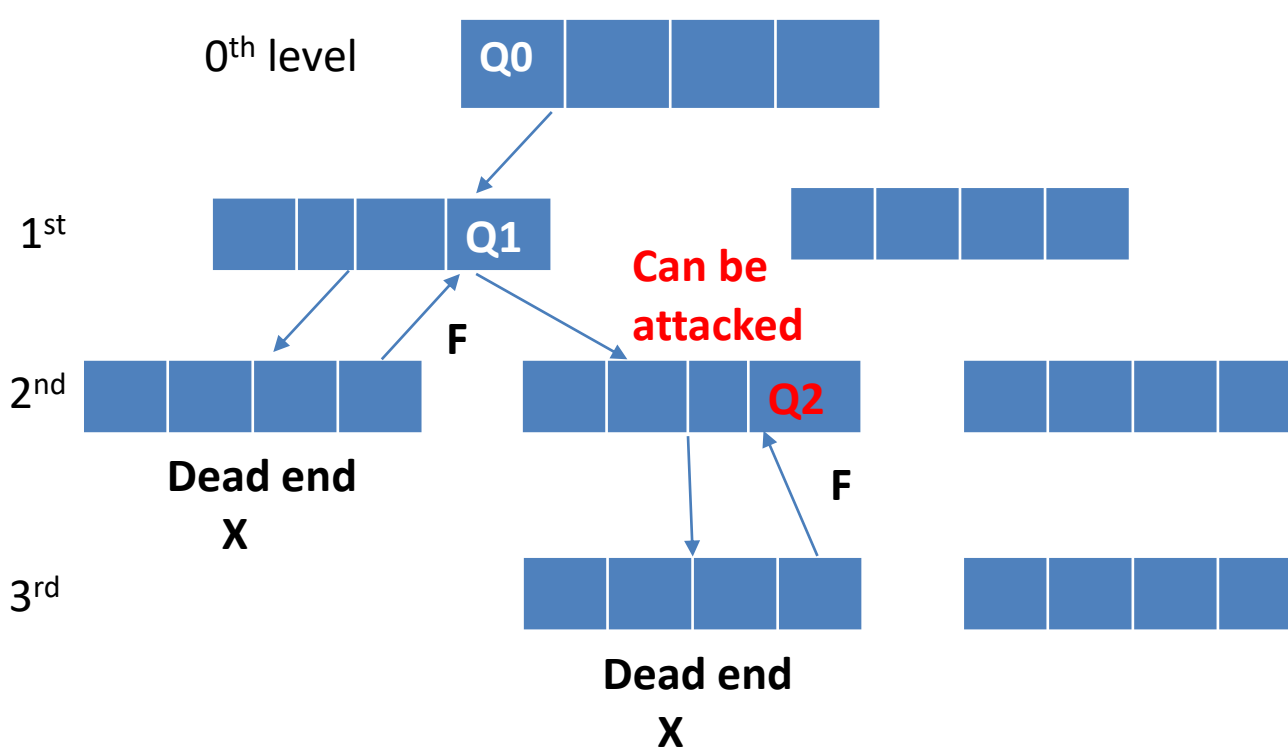 0th level
Q0
1st
Q1
Can be
attacked
F
2nd
Q2
Dead end
X
F
3rd
Dead end
X